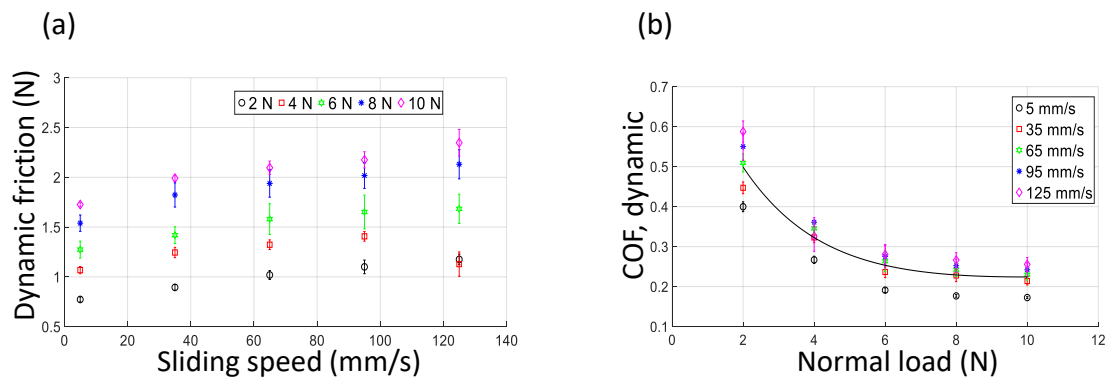 (a)
(b)
Dynamic friction (N)
3
2.5
2
1.5
1
0.5
2 N 4 N 6 N 8 N 10 N
0 20 40 60 80 100 120 140
Sliding speed (mm/s)
COF, dynamic
0.7
0.6
0.5
0.4
0.3
0.2
0.1
5 mm/s
35 mm/s
65 mm/s
95 mm/s
125 mm/s
0 2 4 6 8 10 12
Normal load (N)